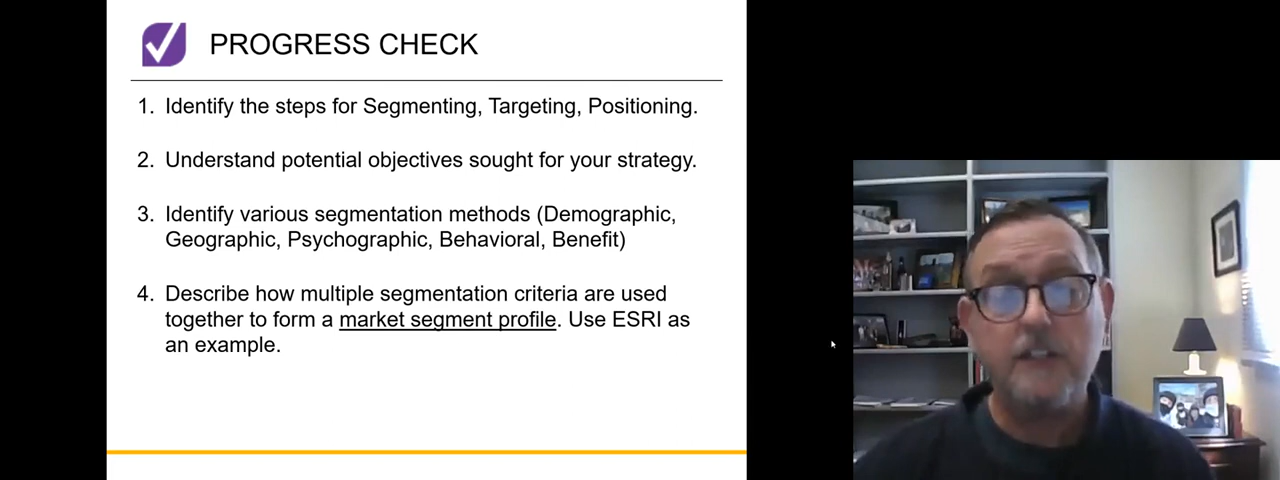 PROGRESS CHECK
1. Identify the steps for Segmenting, Targeting, Positioning.
2. Understand potential objectives sought for your strategy.
3. Identify various segmentation methods (Demographic,
Geographic, Psychographic, Behavioral, Benefit)
4. Describe how multiple segmentation criteria are used
together to form a market segment profile. Use ESRI as
an example.